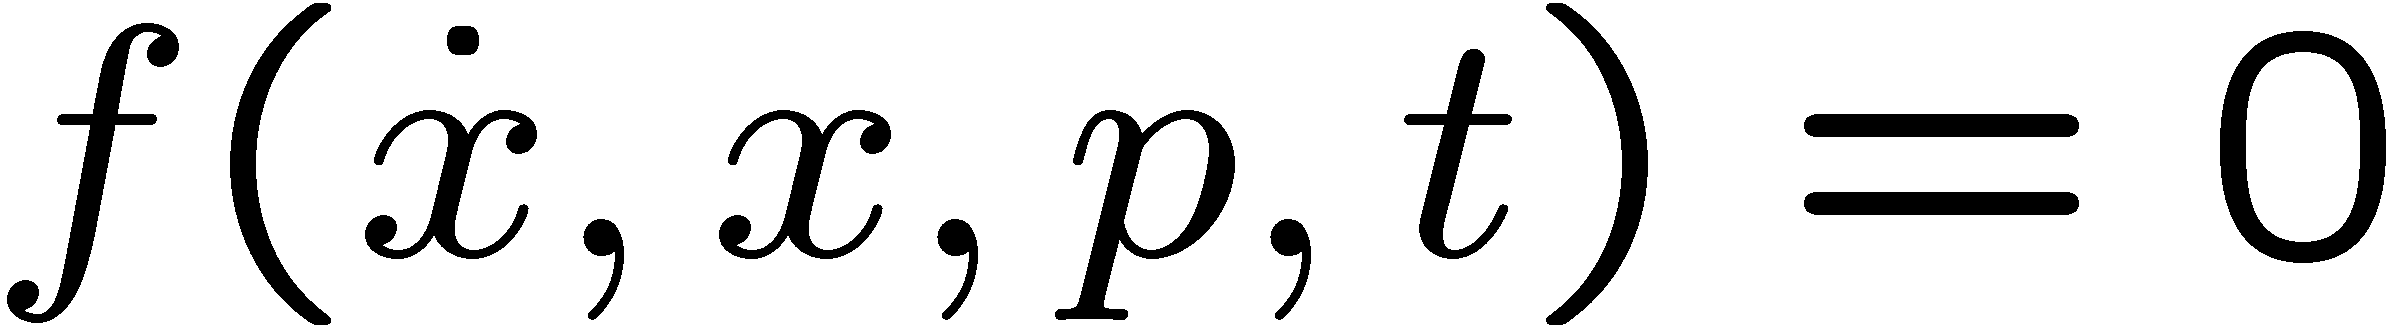 f(ẋ, x, p, t) = 0